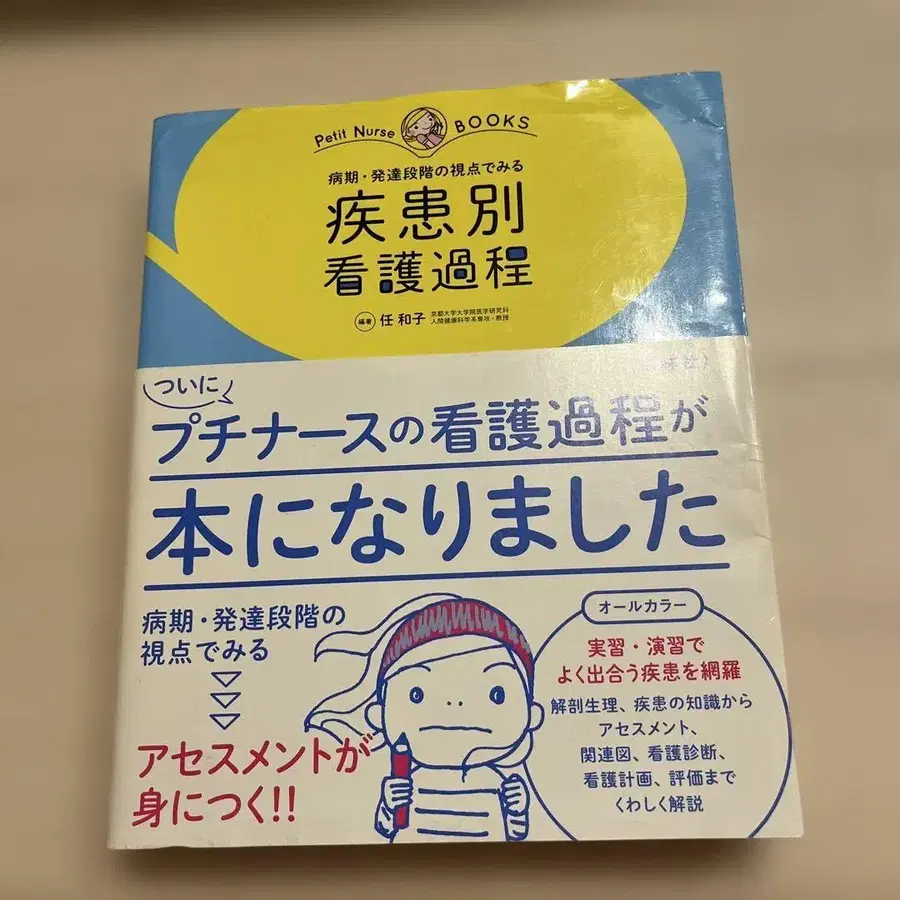 Petit Nurse BOOKS
病期・発達段階の視点でみる
疾患別
看護過程
編著 任 和子 京都大学大学院医学研究科
人間健康科学系専攻・教授
ついに
プチナースの看護過程が
本になりました
病期・発達段階の
視点でみる
アセスメントが
身につく!!
オールカラー
実習・演習で
よく出合う疾患を網羅
解剖生理、疾患の知識から
アセスメント、
関連図、看護診断、
看護計画、評価まで
くわしく解説